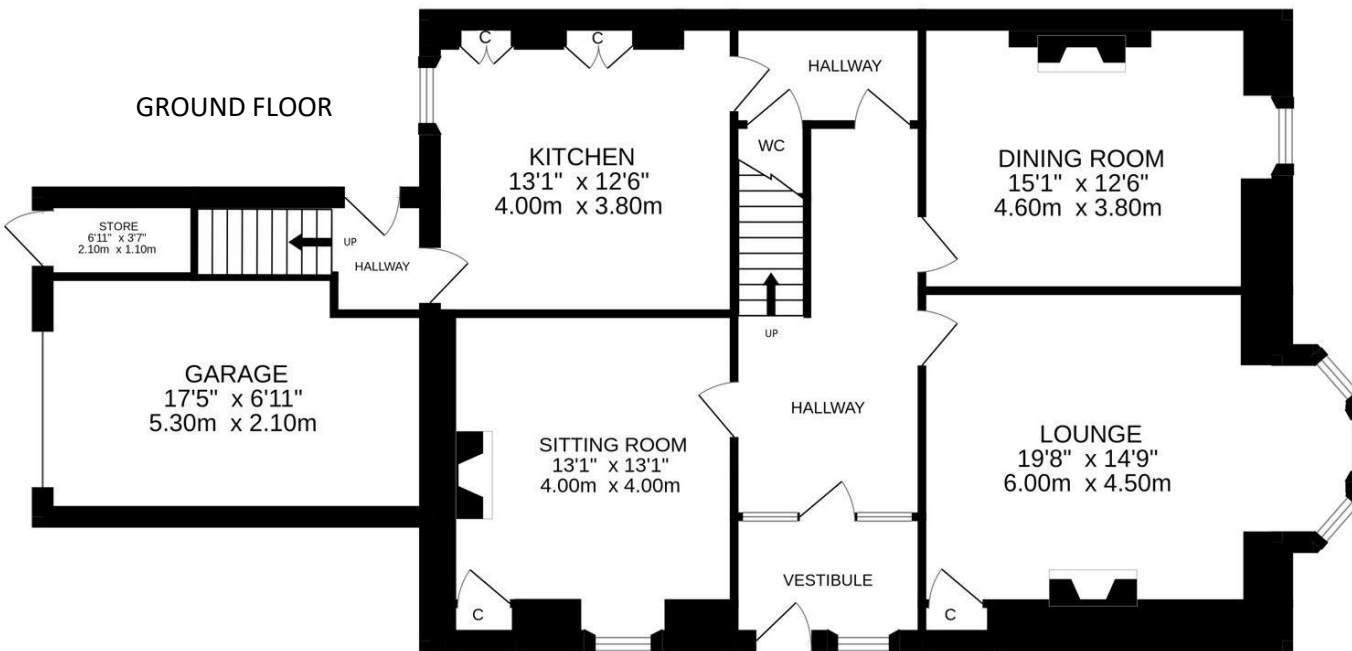 GROUND FLOOR
C
C
HALLWAY
KITCHEN
13'1" x 12'6"
4.00m x 3.80m
WC
DINING ROOM
15'1" x 12'6"
4.60m x 3.80m
STORE
6'11" x 3'7"
2.10m x 1.10m
UP
HALLWAY
UP
GARAGE
17'5" x 6'11"
5.30m x 2.10m
SITTING ROOM
13'1" x 13'1"
4.00m x 4.00m
HALLWAY
LOUNGE
19'8" x 14'9"
6.00m x 4.50m
VESTIBULE
C
C